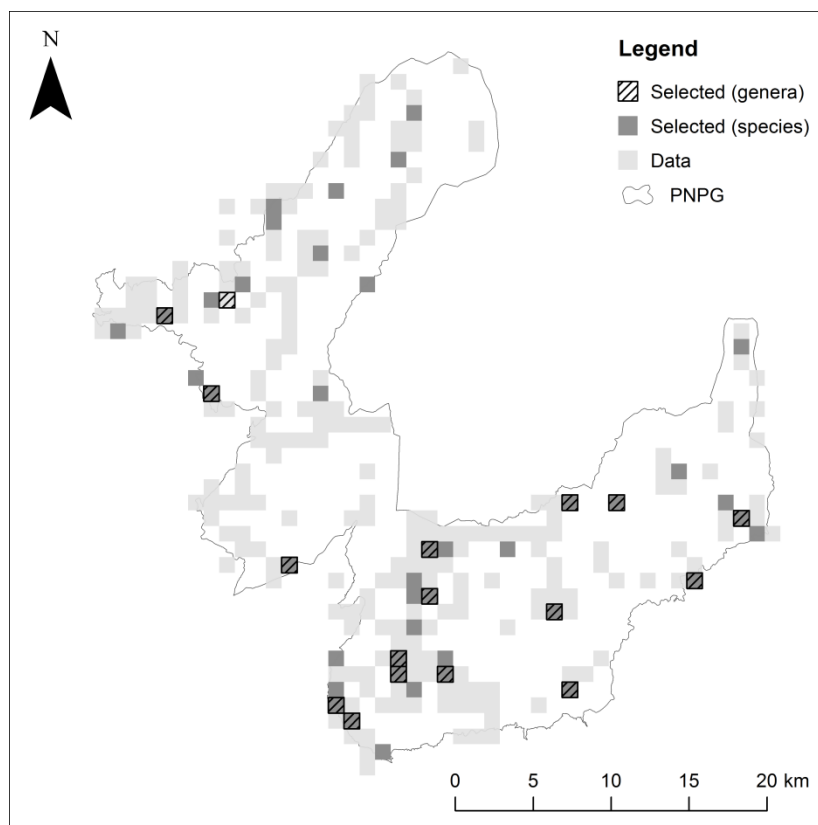 N
Legend
Selected (genera)
Selected (species)
Data
PNPG
0 5 10 15 20 km